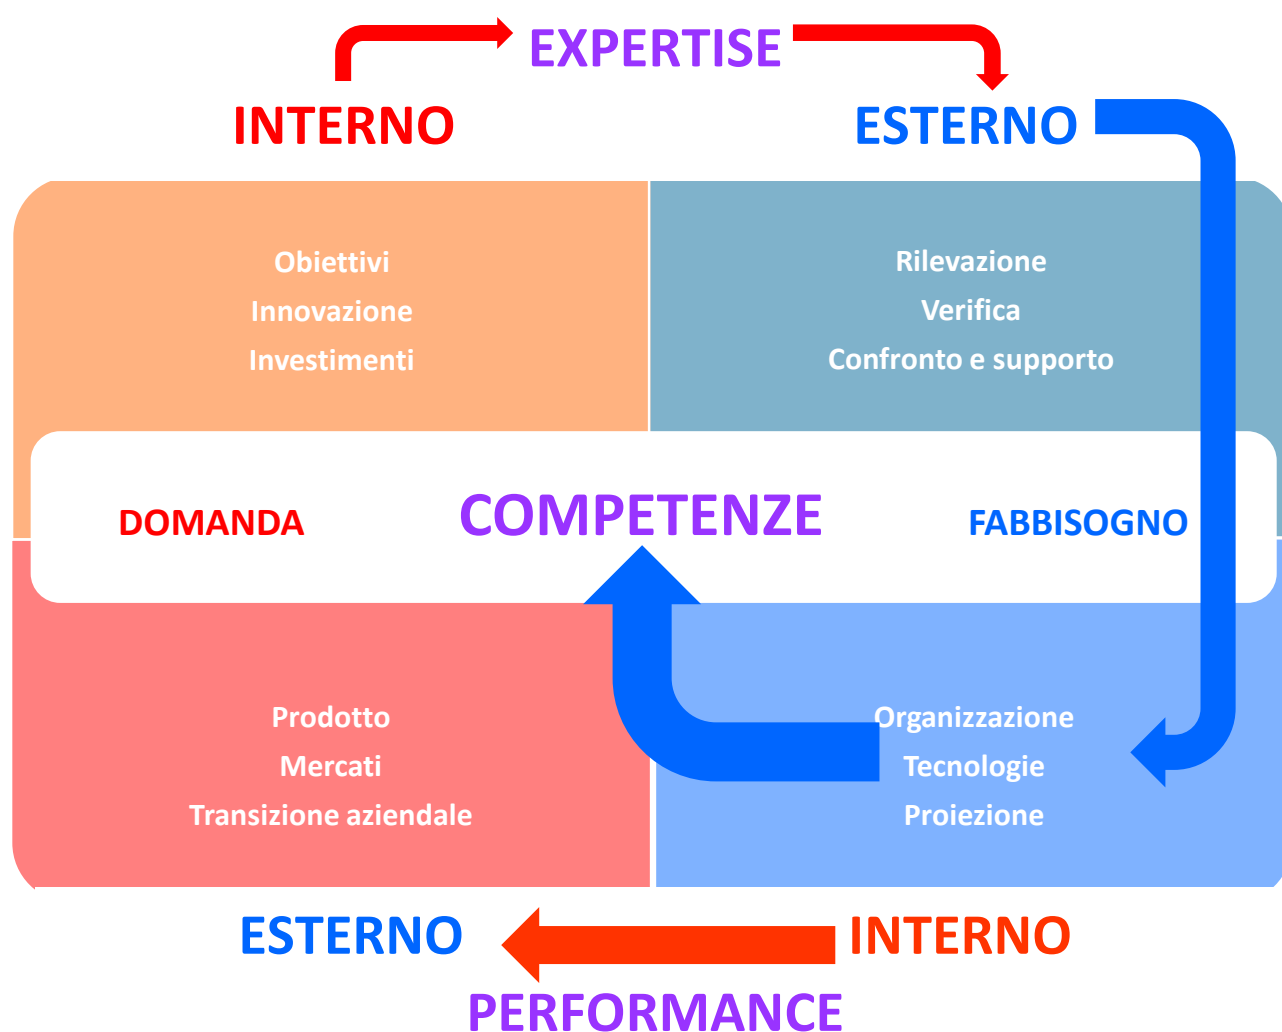 EXPERTISE
INTERNO
ESTERNO
Obiettivi
Innovazione
Investimenti
Rilevazione
Verifica
Confronto e supporto
DOMANDA
COMPETENZE
FABBISOGNO
Prodotto
Mercati
Transizione aziendale
Organizzazione
Tecnologie
Proiezione
ESTERNO
INTERNO
PERFORMANCE